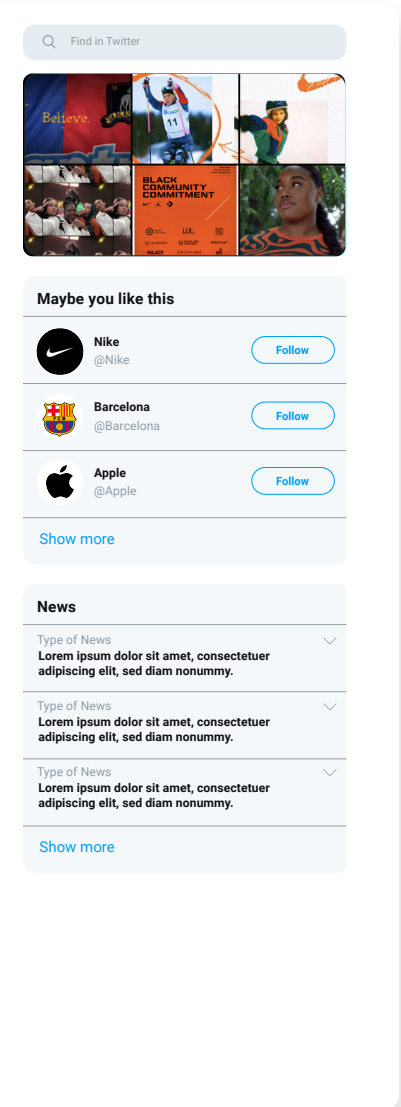 Find in Twitter
Believe.
11
BLACK
COMMUNITY
COMMITMENT
NAACP
Maybe you like this
Nike
@Nike
Follow
FCB
Barcelona
@Barcelona
Follow
Apple
@Apple
Follow
Show more
News
Type of News
Lorem ipsum dolor sit amet, consectetuer
adipiscing elit, sed diam nonummy.
Type of News
Lorem ipsum dolor sit amet, consectetuer
adipiscing elit, sed diam nonummy.
Type of News
Lorem ipsum dolor sit amet, consectetuer
adipiscing elit, sed diam nonummy.
Show more